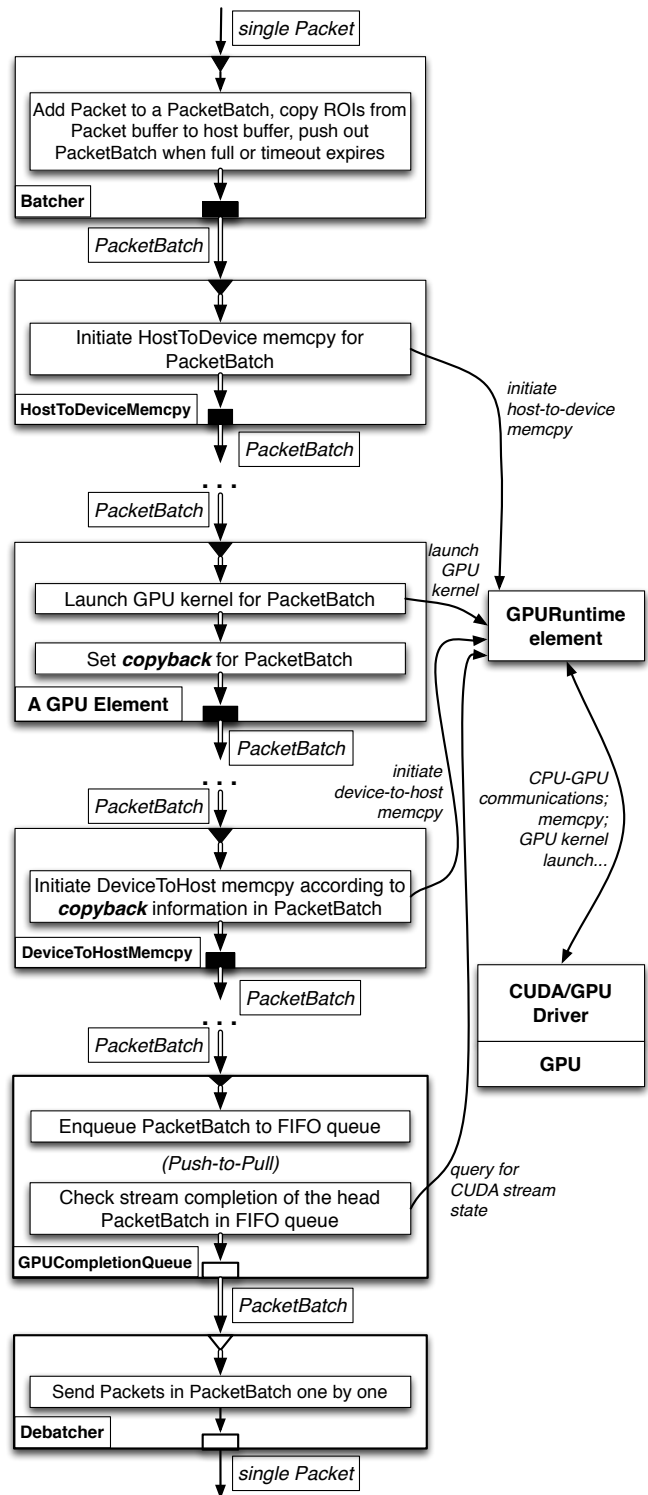 single Packet
Add Packet to a PacketBatch, copy ROIs from
Packet buffer to host buffer, push out
PacketBatch when full or timeout expires
Batcher
PacketBatch
Initiate HostToDevice memcpy for
PacketBatch
HostToDeviceMemcpy
initiate
host-to-device
memcpy
PacketBatch
. . .
PacketBatch
launch
GPU
kernel
Launch GPU kernel for PacketBatch
Set copyback for PacketBatch
A GPU Element
GPURuntime
element
PacketBatch
. . .
PacketBatch
initiate
device-to-host
memcpy
CPU-GPU
communications;
memcpy;
GPU kernel
launch...
Initiate DeviceToHost memcpy according to
copyback information in PacketBatch
DeviceToHostMemcpy
CUDA/GPU
Driver
GPU
PacketBatch
. . .
PacketBatch
Enqueue PacketBatch to FIFO queue
(Push-to-Pull)
Check stream completion of the head
PacketBatch in FIFO queue
GPUCompletionQueue
query for
CUDA stream
state
PacketBatch
Send Packets in PacketBatch one by one
Debatcher
single Packet